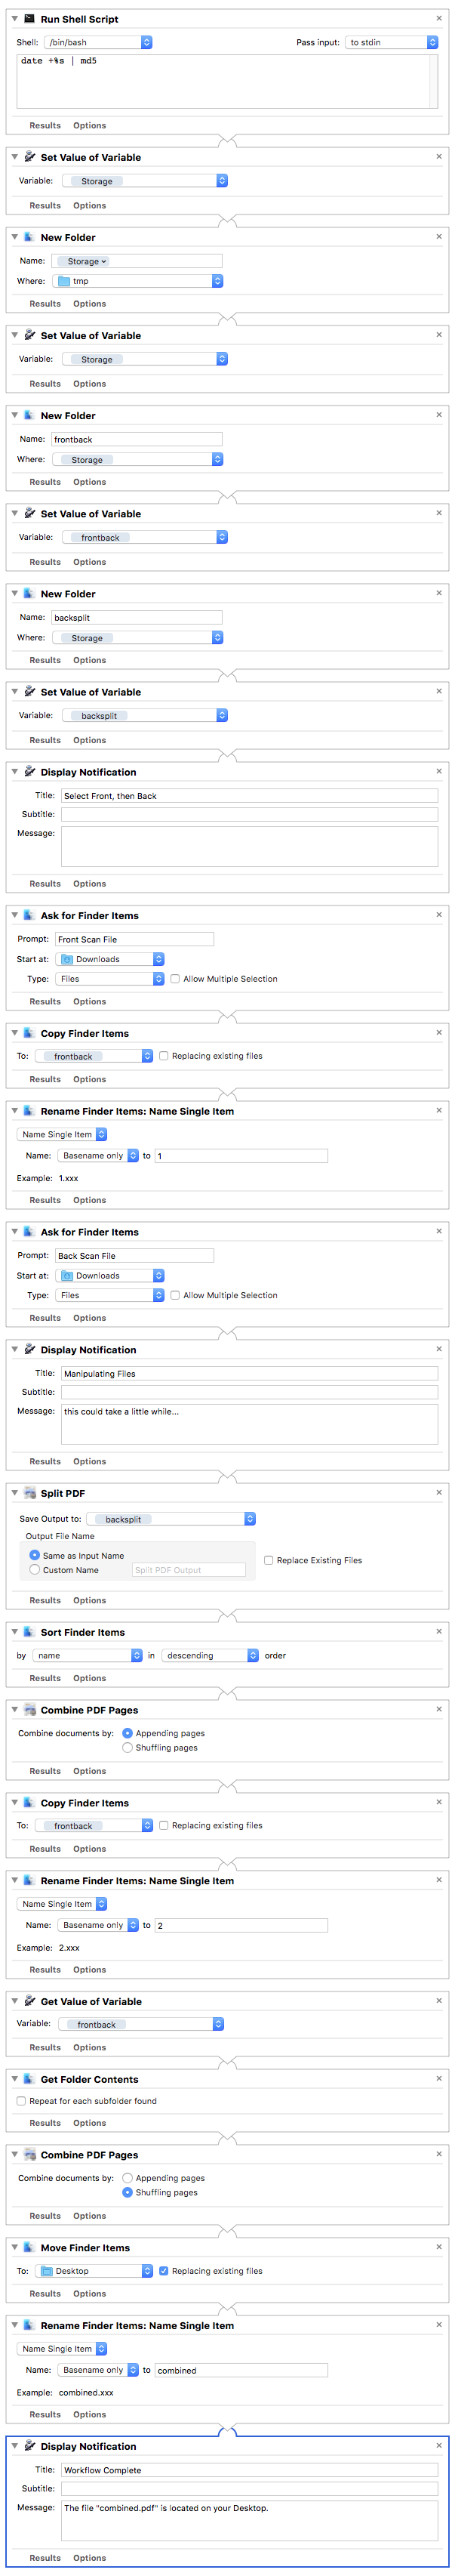 Run Shell Script
Shell: /bin/bash Pass input: to stdin
date +%s | md5
Results Options
Set Value of Variable
Variable: Storage
Results Options
New Folder
Name: Storage
Where: tmp
Results Options
Set Value of Variable
Variable: Storage
Results Options
New Folder
Name: frontback
Where: Storage
Results Options
Set Value of Variable
Variable: frontback
Results Options
New Folder
Name: backsplit
Where: Storage
Results Options
Set Value of Variable
Variable: backsplit
Results Options
Display Notification
Title: Select Front, then Back
Subtitle:
Message:
Results Options
Ask for Finder Items
Prompt: Front Scan File
Start at: Downloads
Type: Files Allow Multiple Selection
Results Options
Copy Finder Items
To: frontback Replacing existing files
Results Options
Rename Finder Items: Name Single Item
Name Single Item
Name: Basename only to 1
Example: 1.xxx
Results Options
Ask for Finder Items
Prompt: Back Scan File
Start at: Downloads
Type: Files Allow Multiple Selection
Results Options
Display Notification
Title: Manipulating Files
Subtitle:
Message: this could take a little while...
Results Options
Split PDF
Save Output to: backsplit
Output File Name
Same as Input Name
Replace Existing Files
Custom Name Split PDF Output
Results Options
Sort Finder Items
by name in descending order
Results Options
Combine PDF Pages
Combine documents by: Appending pages
Shuffling pages
Results Options
Copy Finder Items
To: frontback Replacing existing files
Results Options
Rename Finder Items: Name Single Item
Name Single Item
Name: Basename only to 2
Example: 2.xxx
Results Options
Get Value of Variable
Variable: frontback
Results Options
Get Folder Contents
Repeat for each subfolder found
Results Options
Combine PDF Pages
Combine documents by: Appending pages
Shuffling pages
Results Options
Move Finder Items
To: Desktop Replacing existing files
Results Options
Rename Finder Items: Name Single Item
Name Single Item
Name: Basename only to combined
Example: combined.xxx
Results Options
Display Notification
Title: Workflow Complete
Subtitle:
Message: The file "combined.pdf" is located on your Desktop.
Results Options